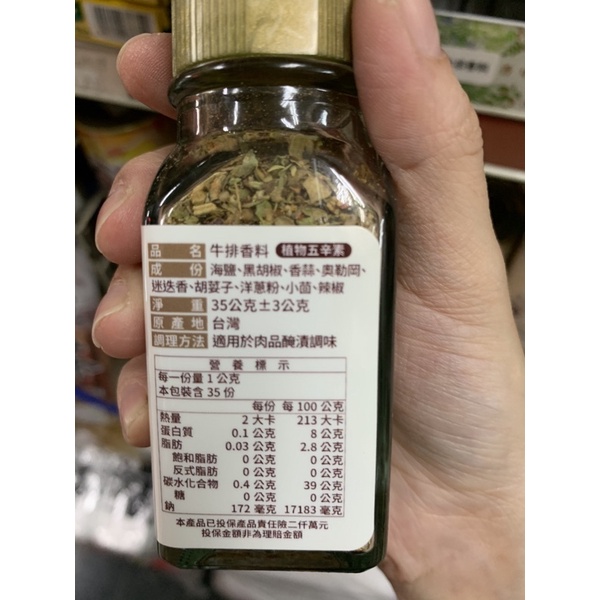 品名 牛排香料 植物五辛素
成份 海鹽、黑胡椒、香蒜、奧勒岡、
迷迭香、胡荽子、洋蔥粉、小茴、辣椒
淨重 35公克±3公克
原產地 台灣
調理方法 適用於肉品醃漬調味
營養標示
每一份量 1 公克
本包裝含 35 份
每份 每 100 公克
熱量 2 大卡 213 大卡
蛋白質 0.1 公克 8 公克
脂肪 0.03 公克 2.8 公克
飽和脂肪 0 公克 0 公克
反式脂肪 0 公克 0 公克
碳水化合物 0.4 公克 39 公克
糖 0 公克 0 公克
鈉 172 毫克 17183 毫克
本產品已投保產品責任險二仟萬元
投保金額非為理賠金額